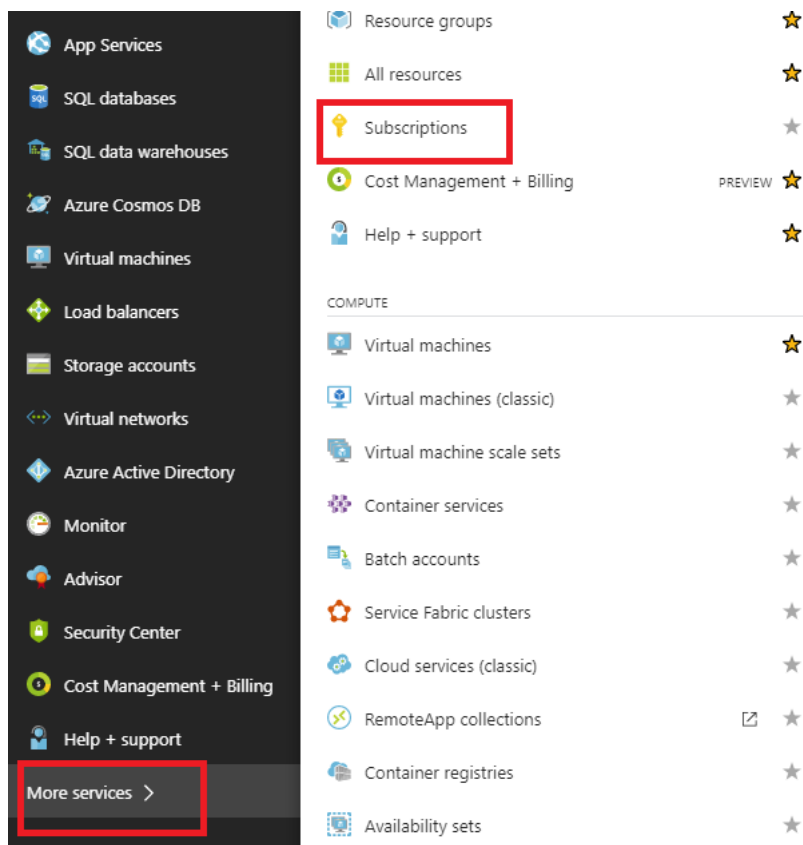 App Services
SQL databases
SQL data warehouses
Azure Cosmos DB
Virtual machines
Load balancers
Storage accounts
Virtual networks
Azure Active Directory
Monitor
Advisor
Security Center
Cost Management + Billing
Help + support
More services >
Resource groups
All resources
Subscriptions
Cost Management + Billing PREVIEW
Help + support
COMPUTE
Virtual machines
Virtual machines (classic)
Virtual machine scale sets
Container services
Batch accounts
Service Fabric clusters
Cloud services (classic)
RemoteApp collections
Container registries
Availability sets